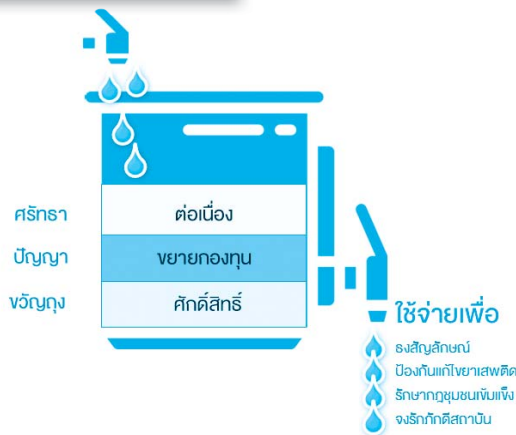 ศรัทธา
ต่อเนื่อง
ปัญญา
ขยายกองทุน
ขวัญถุง
ศักดิ์สิทธิ์
ใช้จ่ายเพื่อ
ธงสัญลักษณ์
ป้องกันแก้ไขยาเสพติด
รักษากฎชุมชนเข้มแข็ง
จงรักภักดีสถาบัน